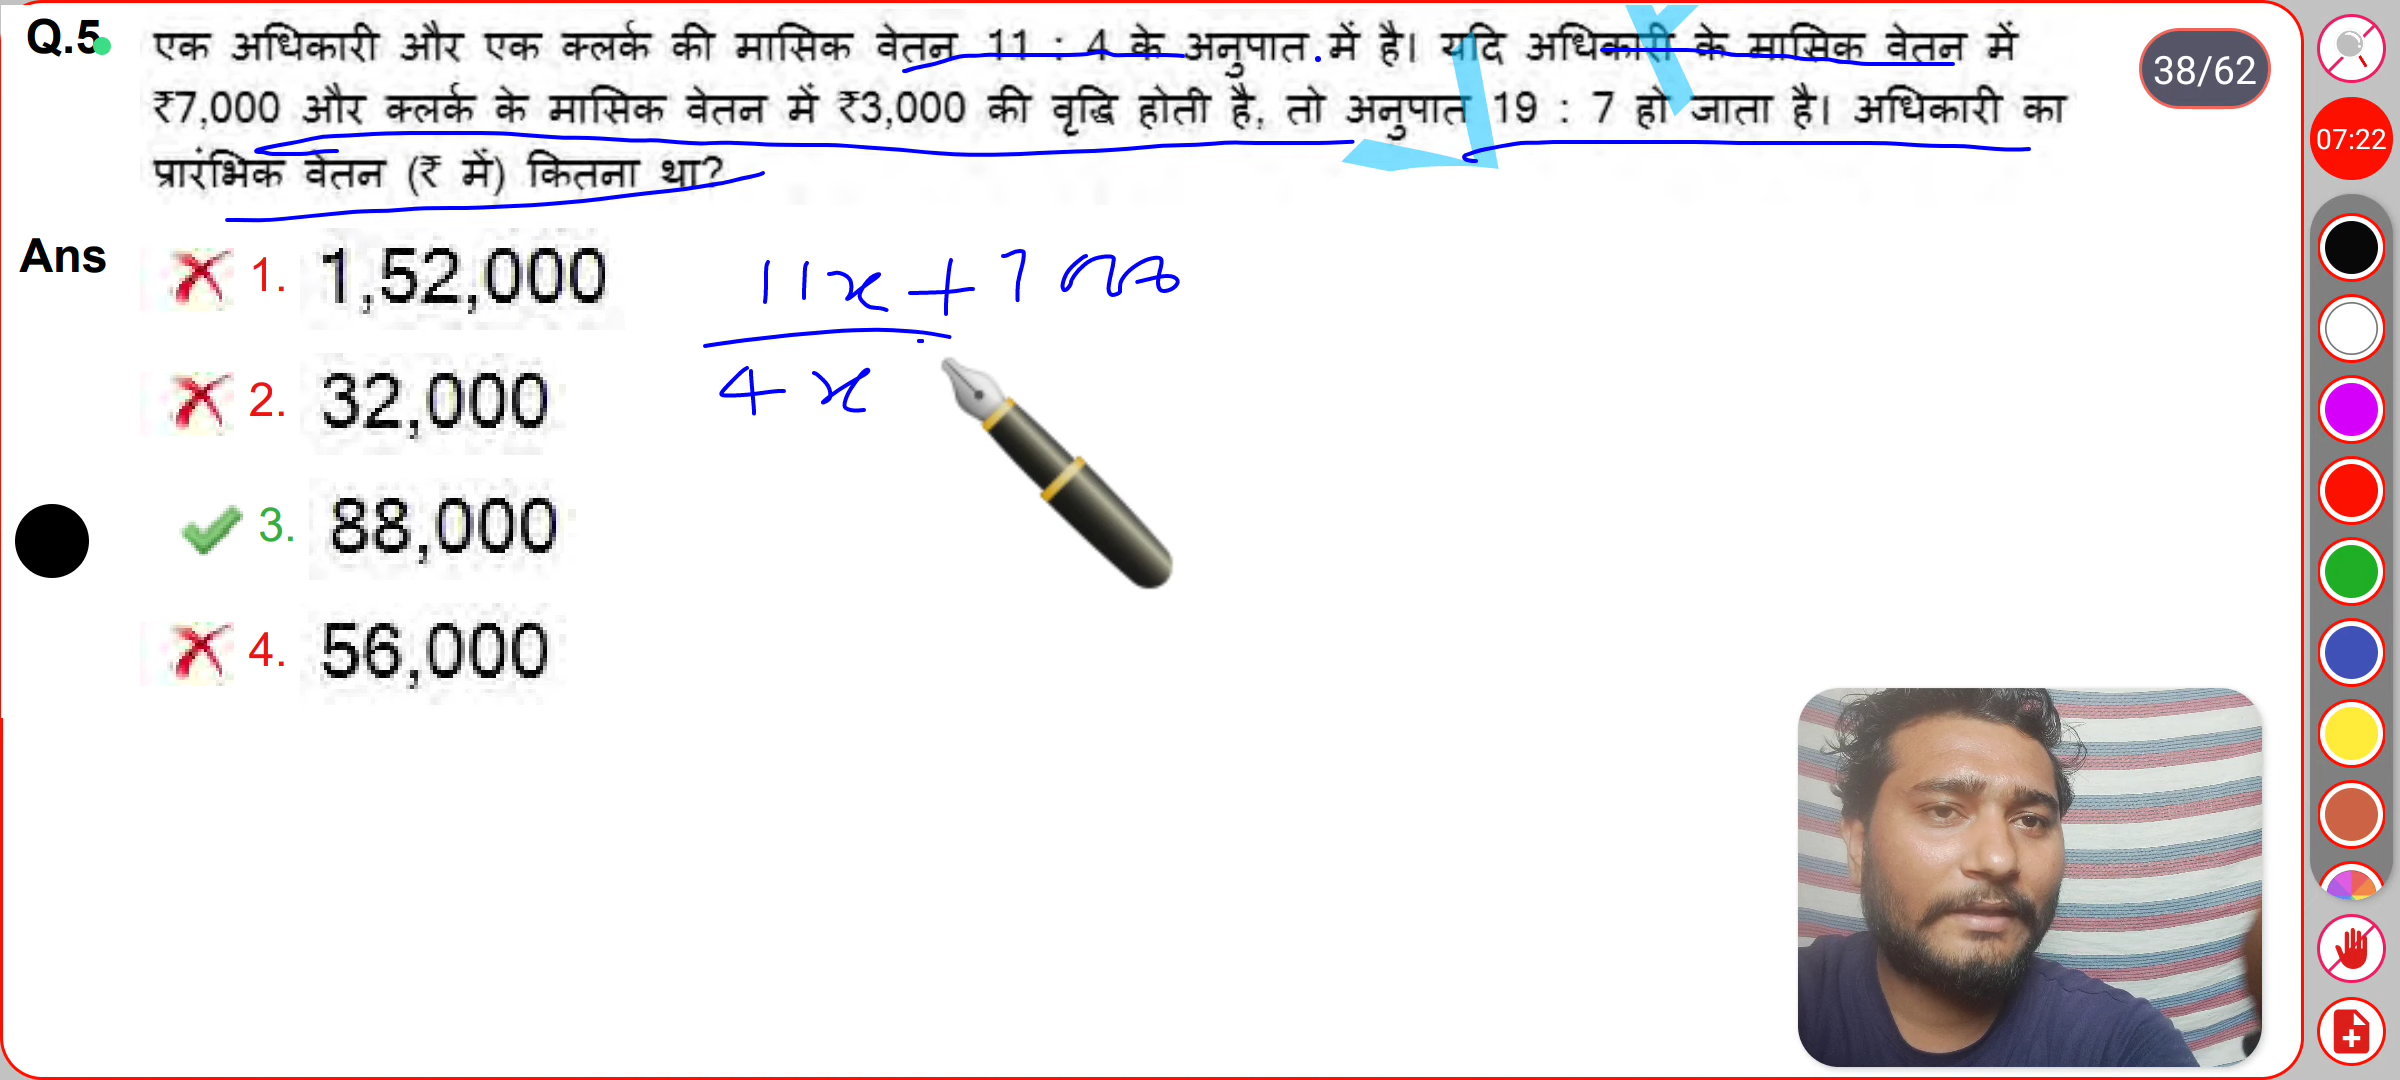 Q.5 एक अधिकारी और एक क्लर्क की मासिक वेतन 11 : 4 के अनुपात में है। यदि अधिकारी के मासिक वेतन में
₹7,000 और क्लर्क के मासिक वेतन में ₹3,000 की वृद्धि होती है, तो अनुपात 19 : 7 हो जाता है। अधिकारी का
प्रारंभिक वेतन (₹ में) कितना था?
38/62
07:22
Ans 1. 1,52,000
2. 32,000
3. 88,000
4. 56,000
11x + 7000
4x